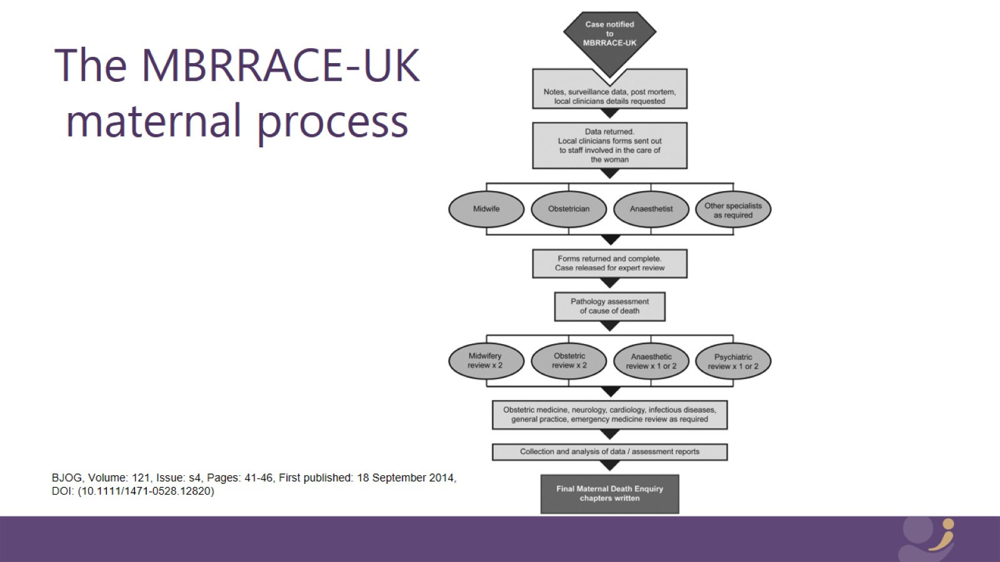 The MBRRACE-UK
maternal process
Case notified
to
MBRRACE-UK
Notes, surveillance data, post mortem,
local clinicians details requested
Data returned.
Local clinicians forms sent out
to staff involved in the care of
the woman
Midwife
Obstetrician
Anaesthetist
Other specialists
as required
Forms returned and complete.
Case released for expert review
Pathology assessment
of cause of death
Midwifery
review x 2
Obstetric
review x 2
Anaesthetic
review x 1 or 2
Psychiatric
review x 1 or 2
Obstetric medicine, neurology, cardiology, infectious diseases,
general practice, emergency medicine review as required
Collection and analysis of data / assessment reports
Final Maternal Death Enquiry
chapters written
BJOG, Volume: 121, Issue: s4, Pages: 41-46, First published: 18 September 2014,
DOI: (10.1111/1471-0528.12820)